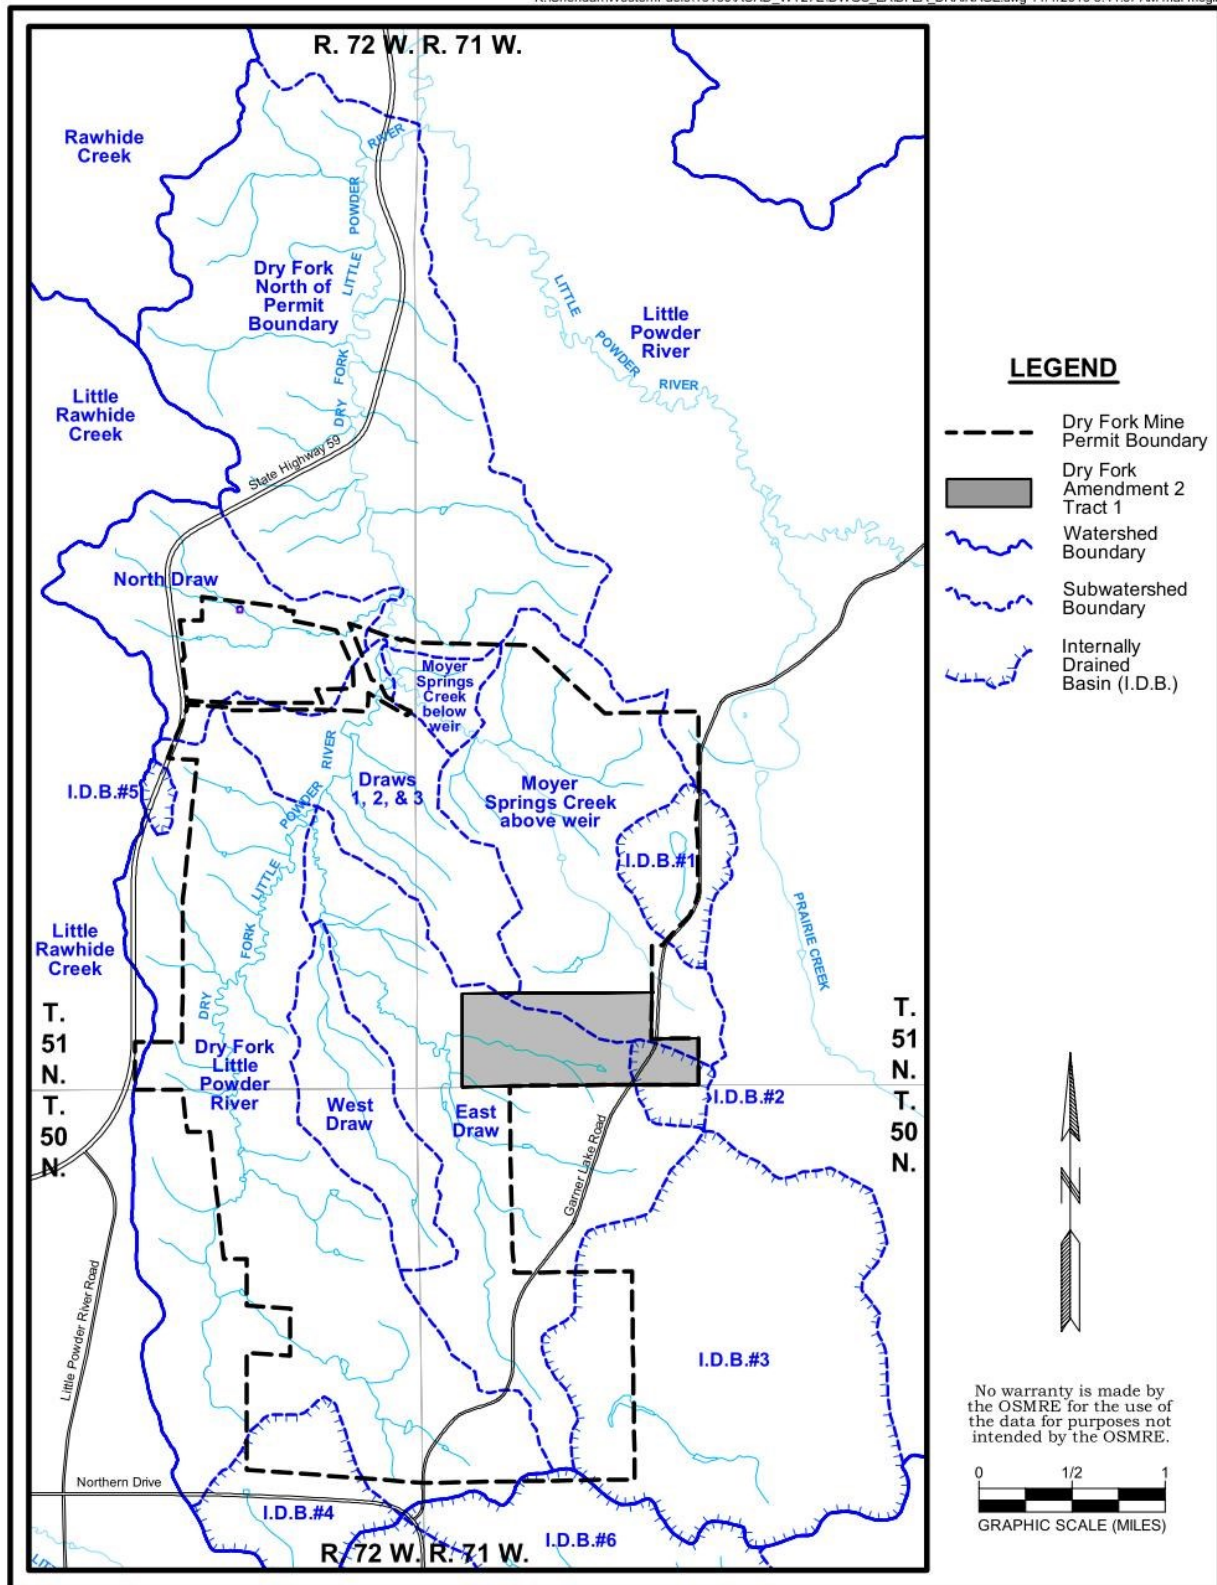 R. 72 W. R. 71 W.
Rawhide
Creek
RIVER
POWDER
LITTLE
FORK
DRY
Dry Fork
North of
Permit
Boundary
LITTLE
POWDER
RIVER
Little
Powder
River
Little
Rawhide
Creek
State Highway 59
North Draw
Moyer
Springs
Creek
below
weir
I.D.B.#5
RIVER
POWDER
LITTLE
FORK
DRY
Draws
1, 2, & 3
Moyer
Springs Creek
above weir
I.D.B.#1
PRAIRIE CREEK
Little
Rawhide
Creek
T.
51
N.
T.
50
N.
T.
51
N.
T.
50
N.
Dry Fork
Little
Powder
River
West
Draw
East
Draw
I.D.B.#2
Garner Lake Road
Little Powder River Road
I.D.B.#3
Northern Drive
I.D.B.#4
I.D.B.#6
R. 72 W. R. 71 W.
LEGEND
Dry Fork Mine
Permit Boundary
Dry Fork
Amendment 2
Tract 1
Watershed
Boundary
Subwatershed
Boundary
Internally
Drained
Basin (I.D.B.)
N
No warranty is made by
the OSMRE for the use of
the data for purposes not
intended by the OSMRE.
0 1/2 1
GRAPHIC SCALE (MILES)